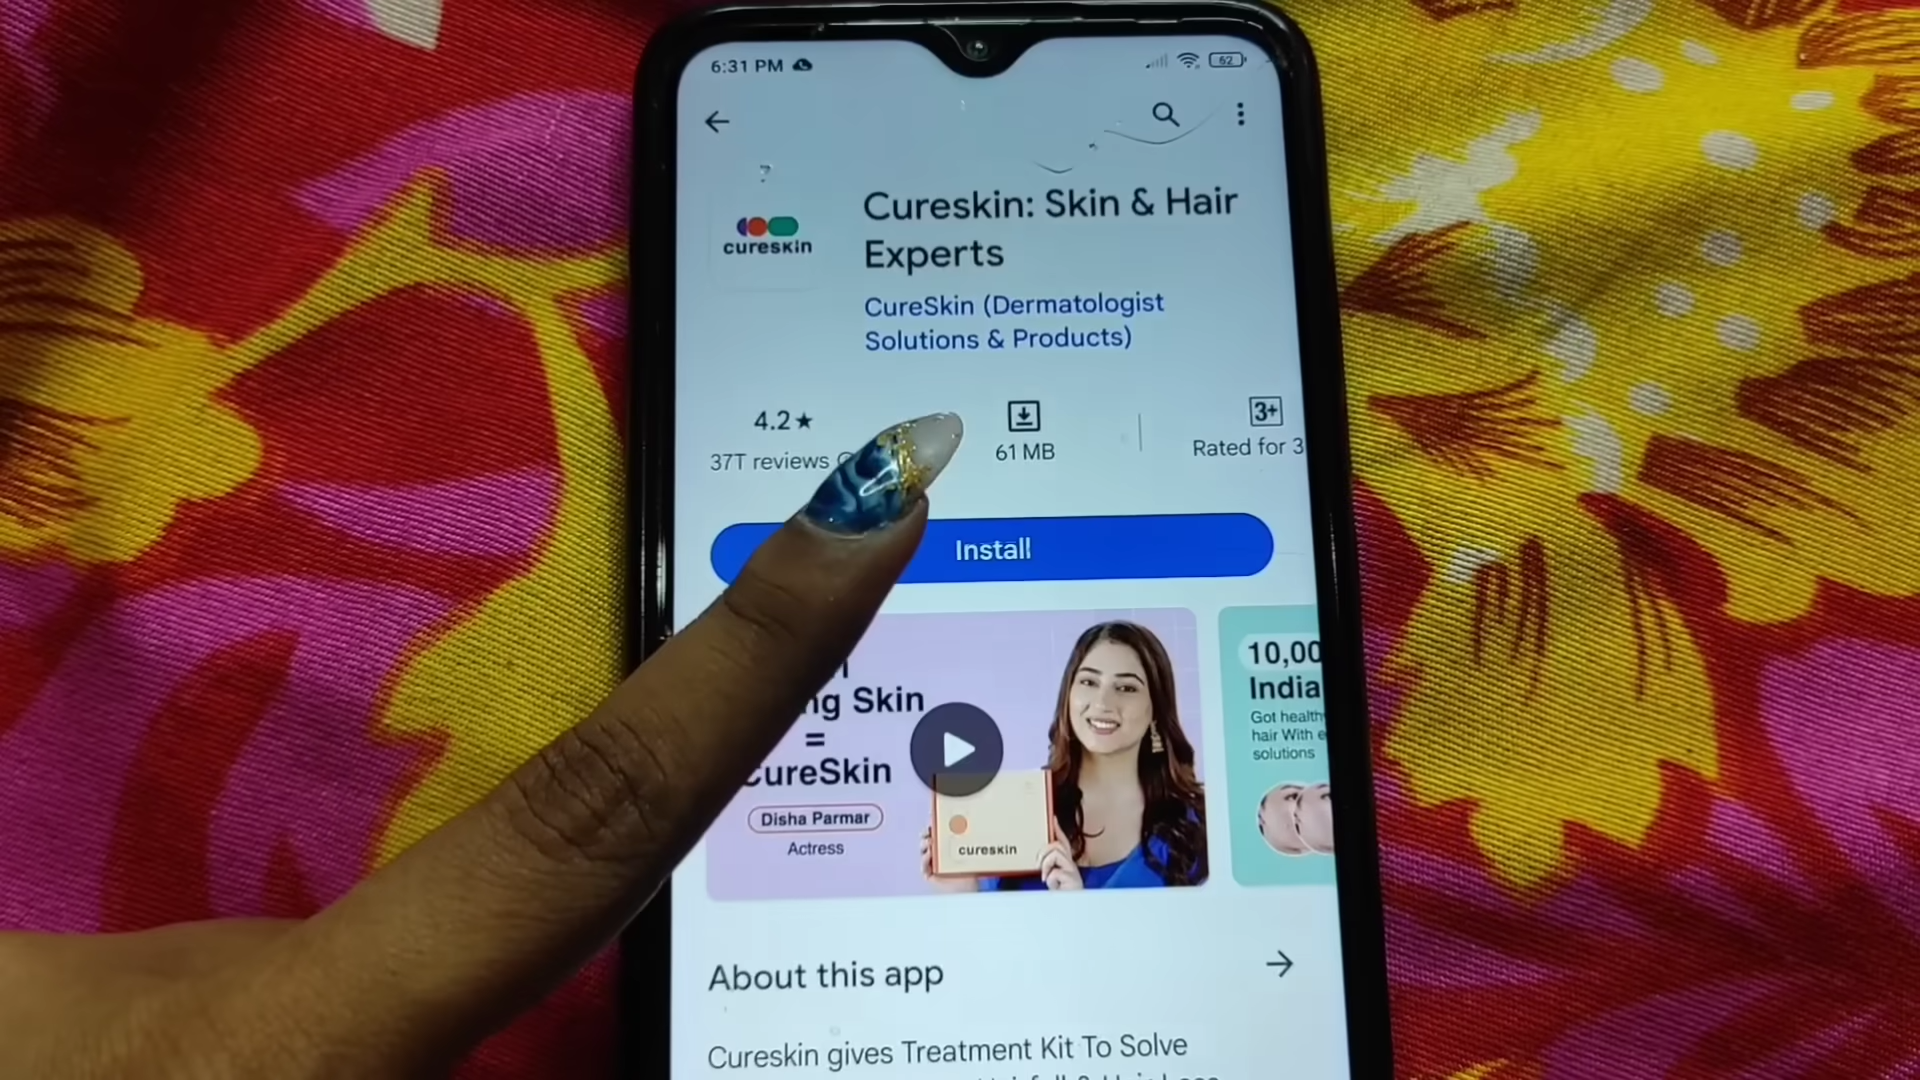 6:31 PM
62
cureskin
Cureskin: Skin & Hair
Experts
CureSkin (Dermatologist
Solutions & Products)
4.2★
37T reviews
61 MB
3+
Rated for 3
Install
Skin
=
CureSkin
Disha Parmar
Actress
cureskin
10,00
India
Got health
hair With
solutions
About this app
Cureskin gives Treatment Kit To Solve